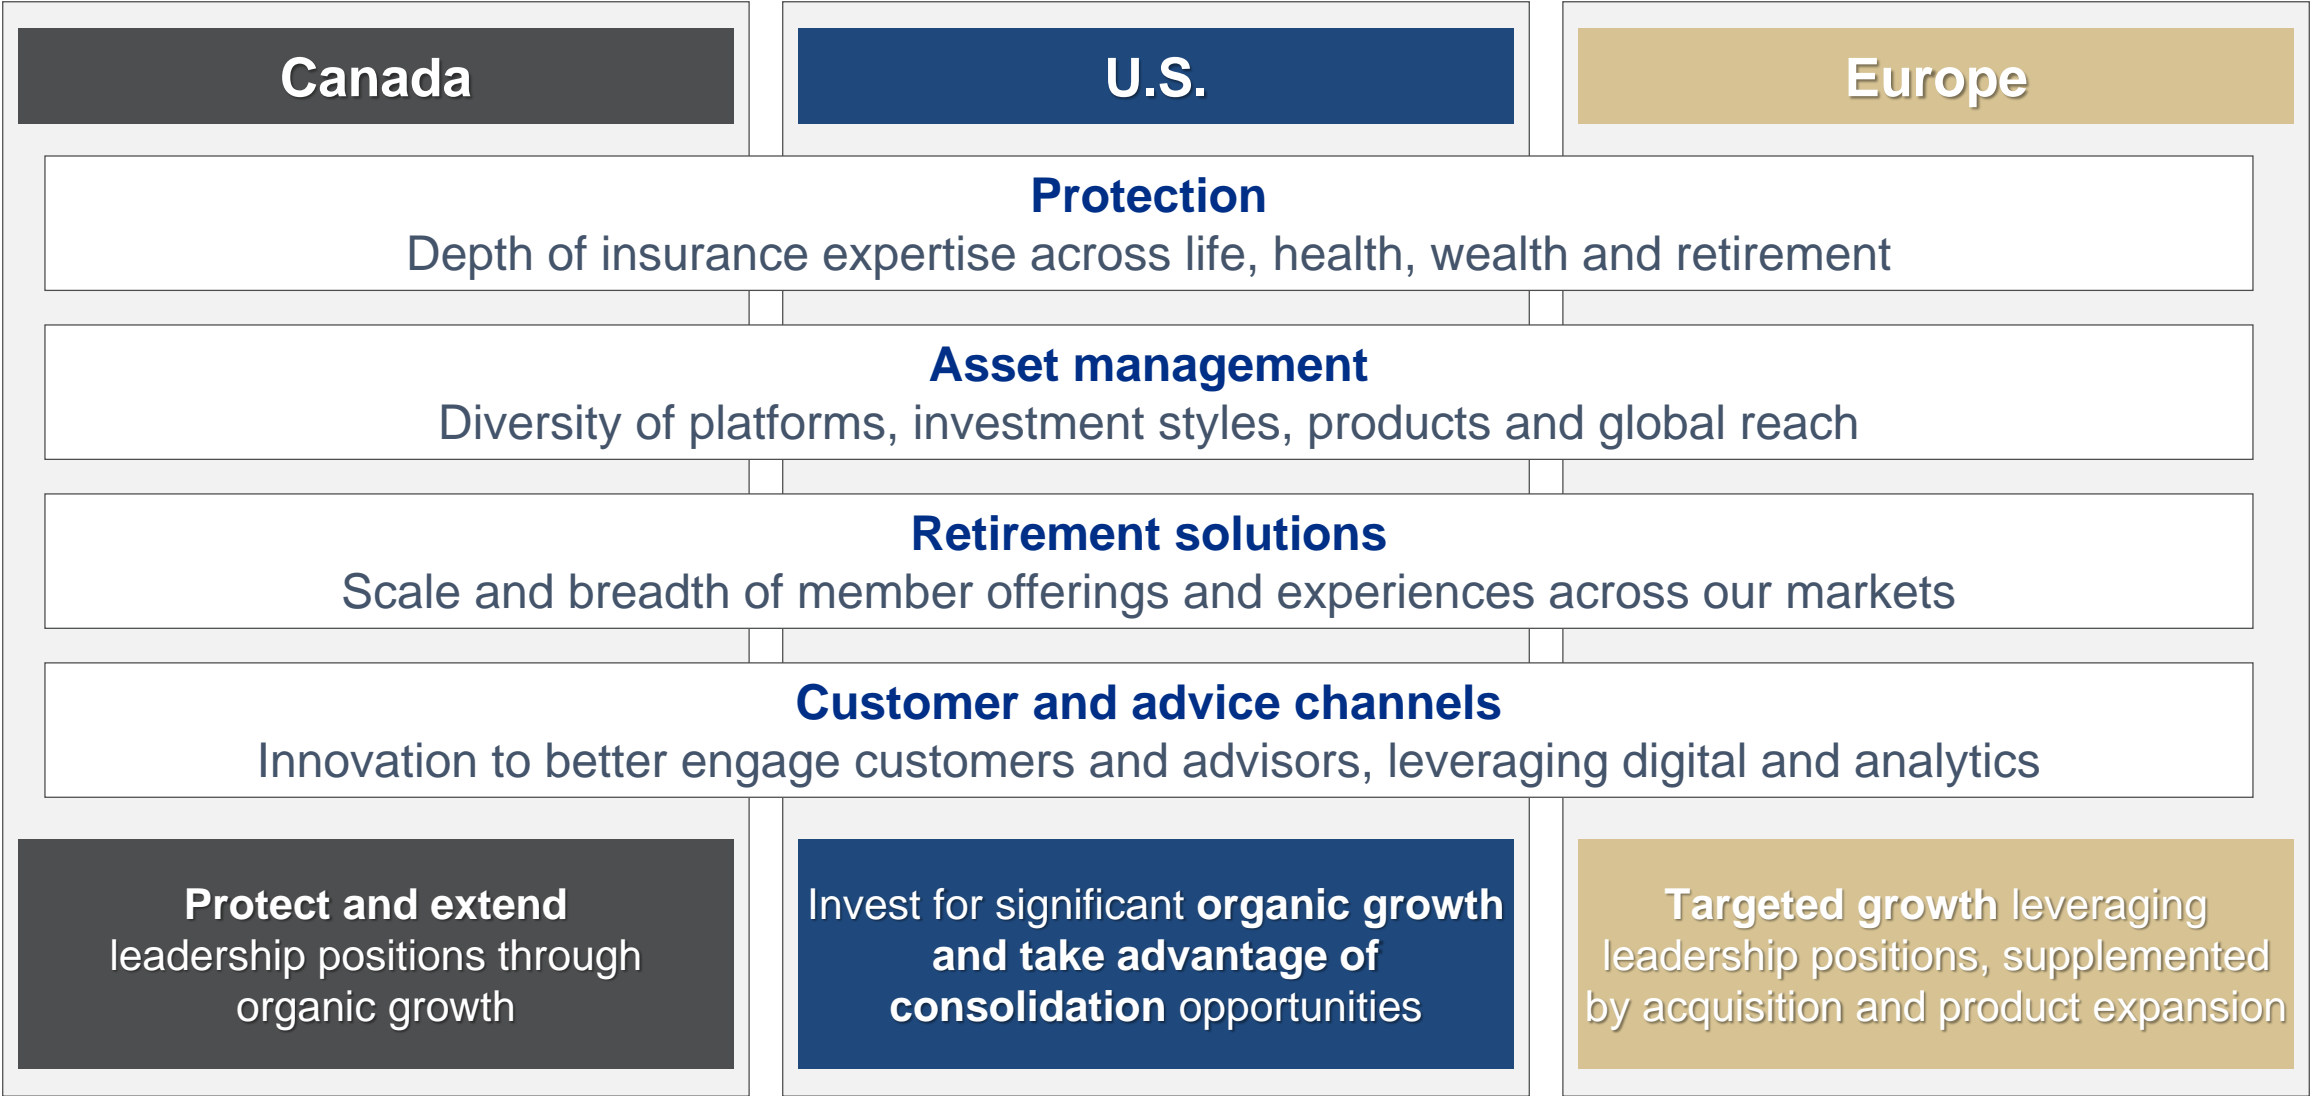 Canada
U.S.
Europe
Protection
Depth of insurance expertise across life, health, wealth and retirement
Asset management
Diversity of platforms, investment styles, products and global reach
Retirement solutions
Scale and breadth of member offerings and experiences across our markets
Customer and advice channels
Innovation to better engage customers and advisors, leveraging digital and analytics
Protect and extend
leadership positions through
organic growth
Invest for significant organic growth
and take advantage of
consolidation opportunities
Targeted growth leveraging
leadership positions, supplemented
by acquisition and product expansion